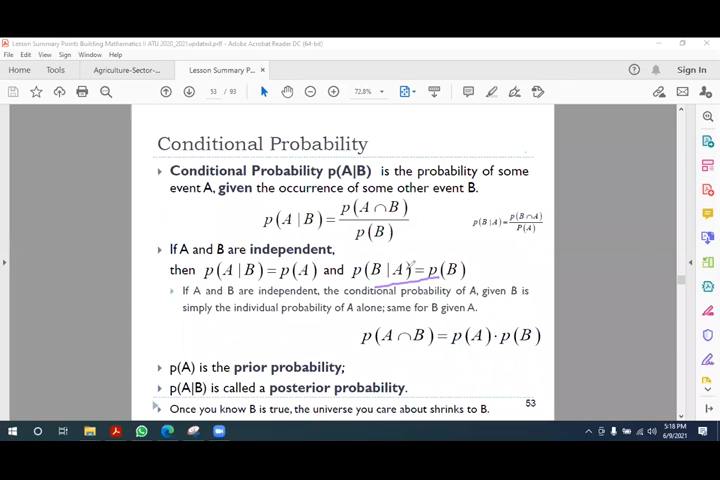 Lesson Summary Points Building Mathematics II ATU 2020_2021updated.pdf - Adobe Acrobat Reader DC (64-bit)
File Edit View Sign Window Help
Home Tools Agriculture-Sector-... Lesson Summary P... × Sign In
53 / 93 72.8%
Conditional Probability
Conditional Probability p(A|B) is the probability of some
event A, given the occurrence of some other event B.
p(A | B) = p(A ∩ B) / p(B)
p(B | A) = p(B ∩ A) / P(A)
If A and B are independent,
then p(A | B) = p(A) and p(B | A) = p(B)
If A and B are independent, the conditional probability of A, given B is
simply the individual probability of A alone; same for B given A.
p(A ∩ B) = p(A) · p(B)
p(A) is the prior probability;
p(A|B) is called a posterior probability.
Once you know B is true, the universe you care about shrinks to B.
53
5:18 PM
6/9/2021